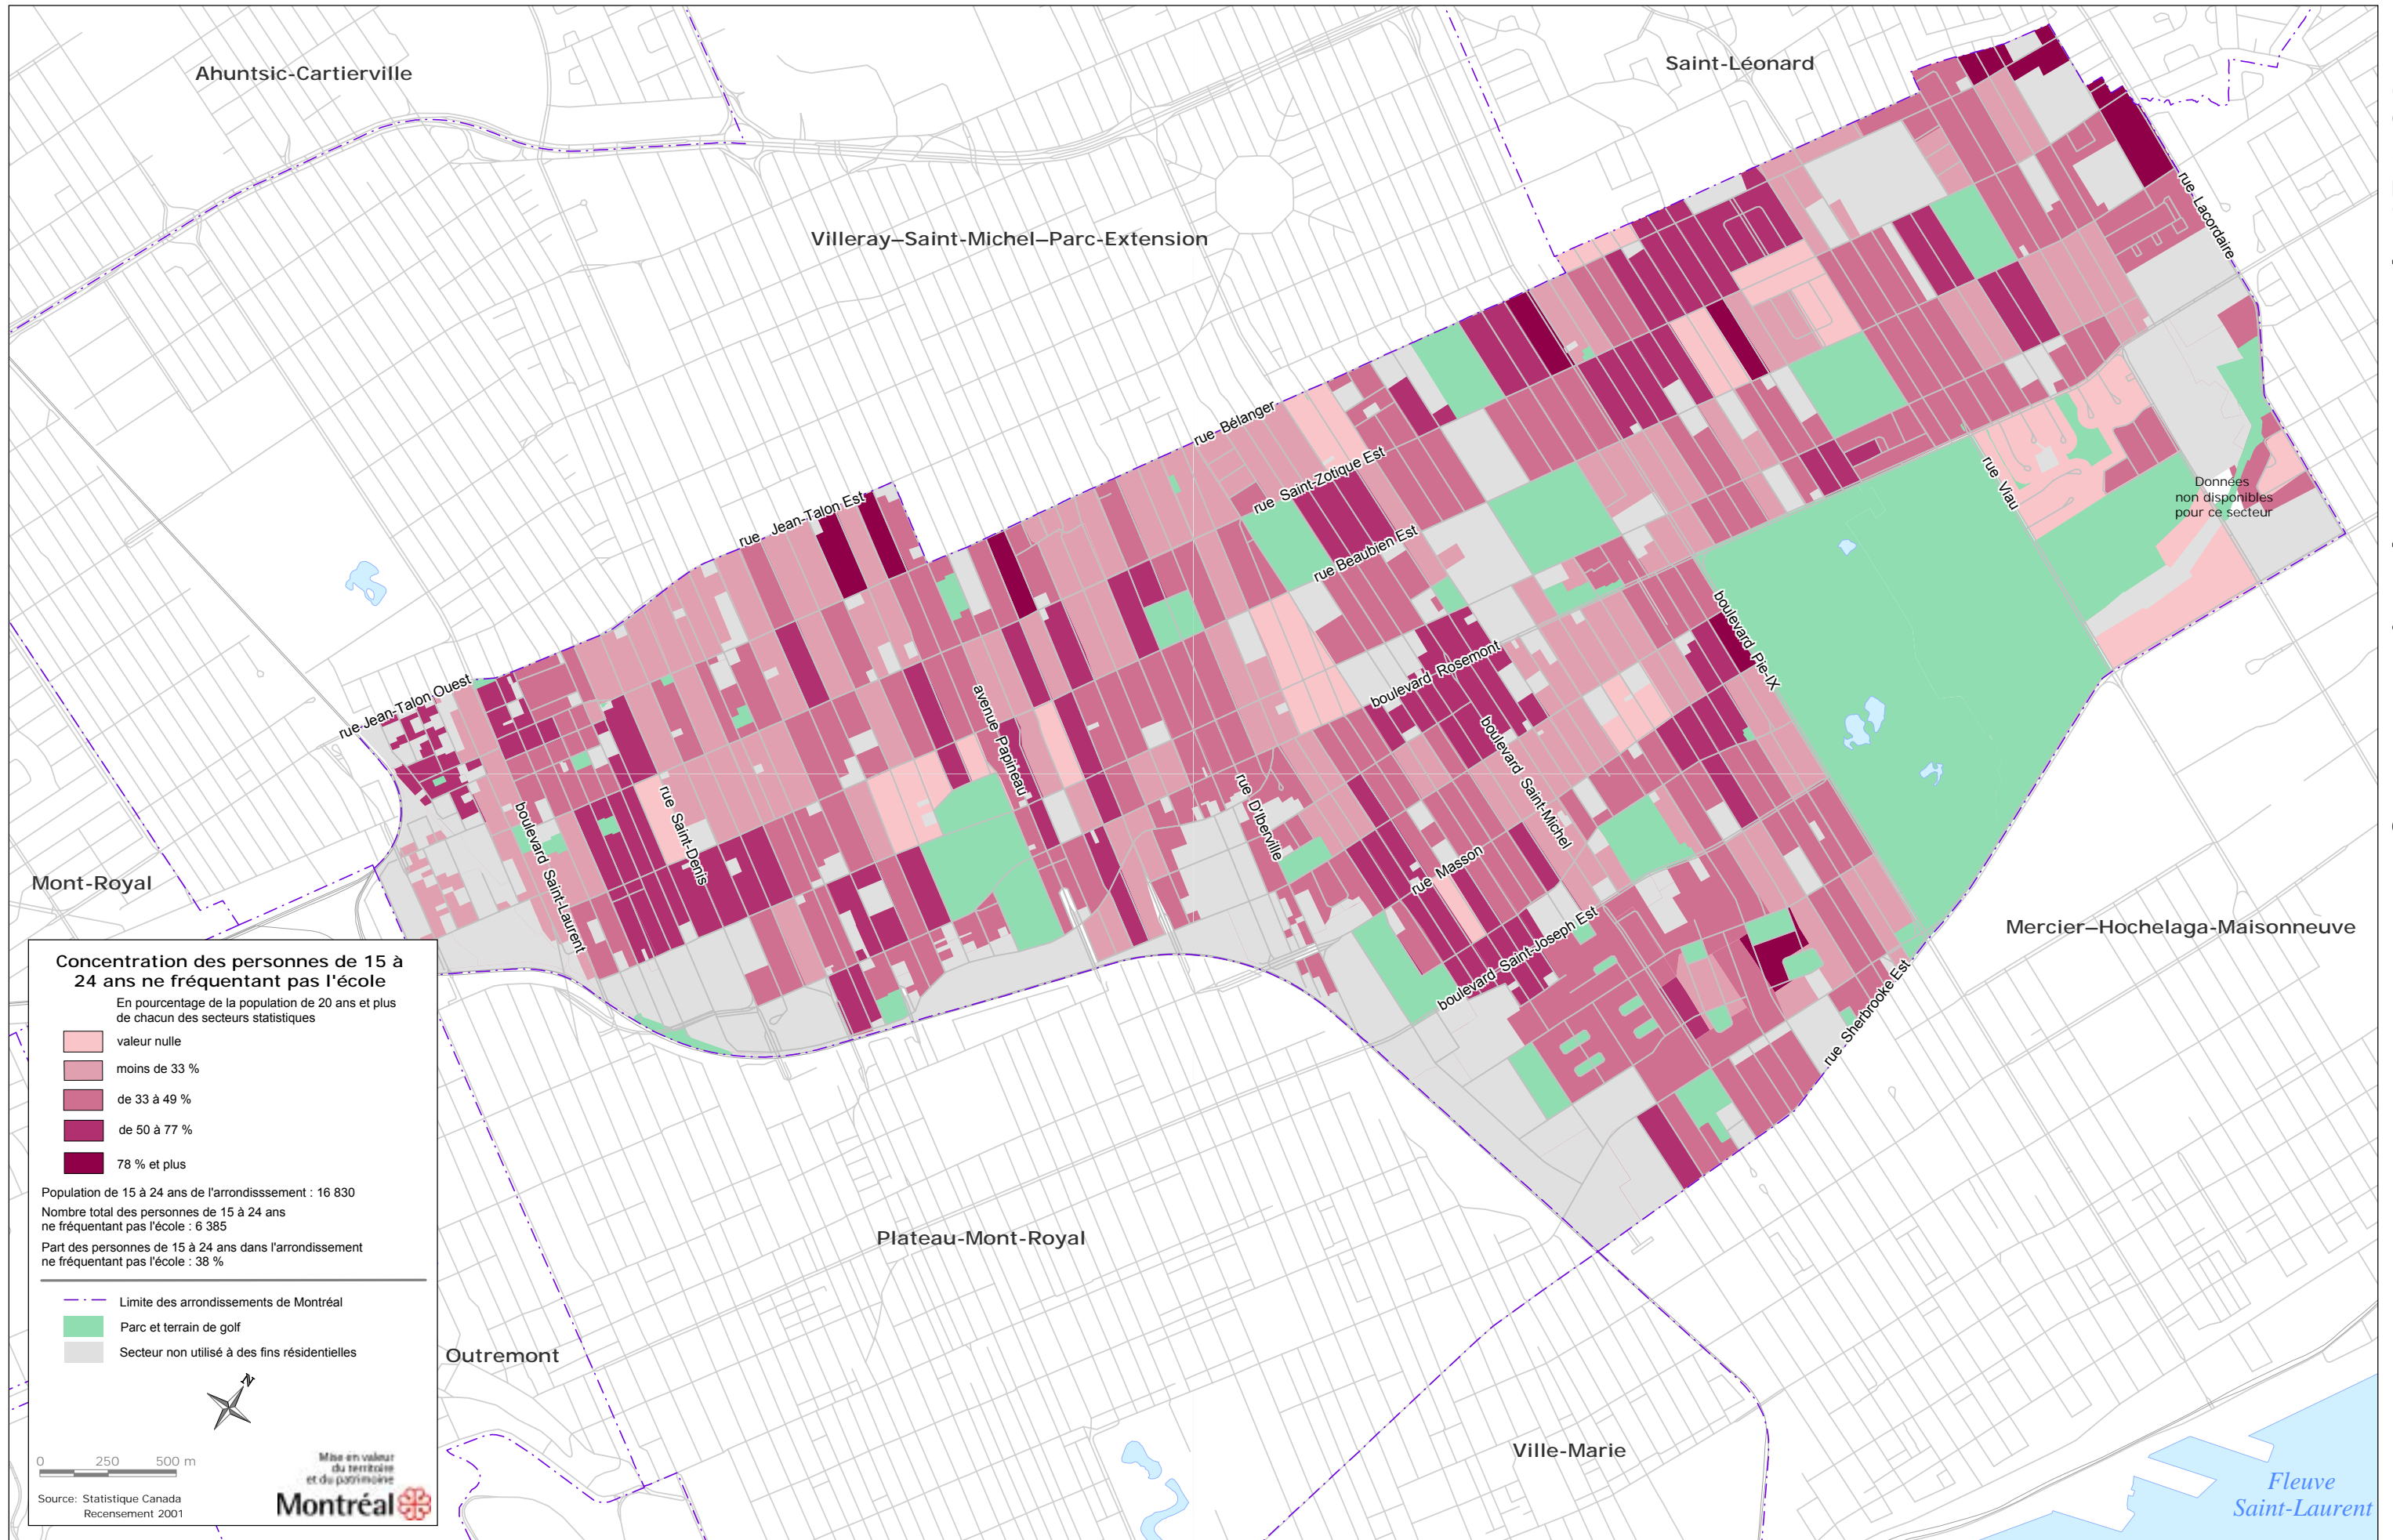 Ahuntsic-Cartierville
Saint-Léonard
Villeray–Saint-Michel–Parc-Extension
rue Lacordaire
rue Bélanger
rue Saint-Zotique Est
rue Jean-Talon Est
rue Viau
Données
non disponibles
pour ce secteur
rue Beaubien Est
boulevard Pie-IX
rue Jean-Talon Ouest
boulevard Rosemont
avenue Papineau
boulevard Saint-Michel
rue D'Iberville
rue Saint-Denis
boulevard Saint-Laurent
rue Masson
Mont-Royal
boulevard Saint-Joseph Est
Mercier–Hochelaga-Maisonneuve
rue Sherbrooke Est
Plateau-Mont-Royal
Outremont
Ville-Marie
Fleuve
Saint-Laurent
Concentration des personnes de 15 à
24 ans ne fréquentant pas l'école
En pourcentage de la population de 20 ans et plus
de chacun des secteurs statistiques
valeur nulle
moins de 33 %
de 33 à 49 %
de 50 à 77 %
78 % et plus
Population de 15 à 24 ans de l'arrondisssement : 16 830
Nombre total des personnes de 15 à 24 ans
ne fréquentant pas l'école : 6 385
Part des personnes de 15 à 24 ans dans l'arrondissement
ne fréquentant pas l'école : 38 %
Limite des arrondissements de Montréal
Parc et terrain de golf
Secteur non utilisé à des fins résidentielles
N
0 250 500 m
Mise en valeur
du territoire
et du patrimoine
Montréal
Source: Statistique Canada
Recensement 2001